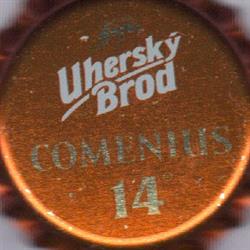 Uherský
Brod
COMENIUS
14°